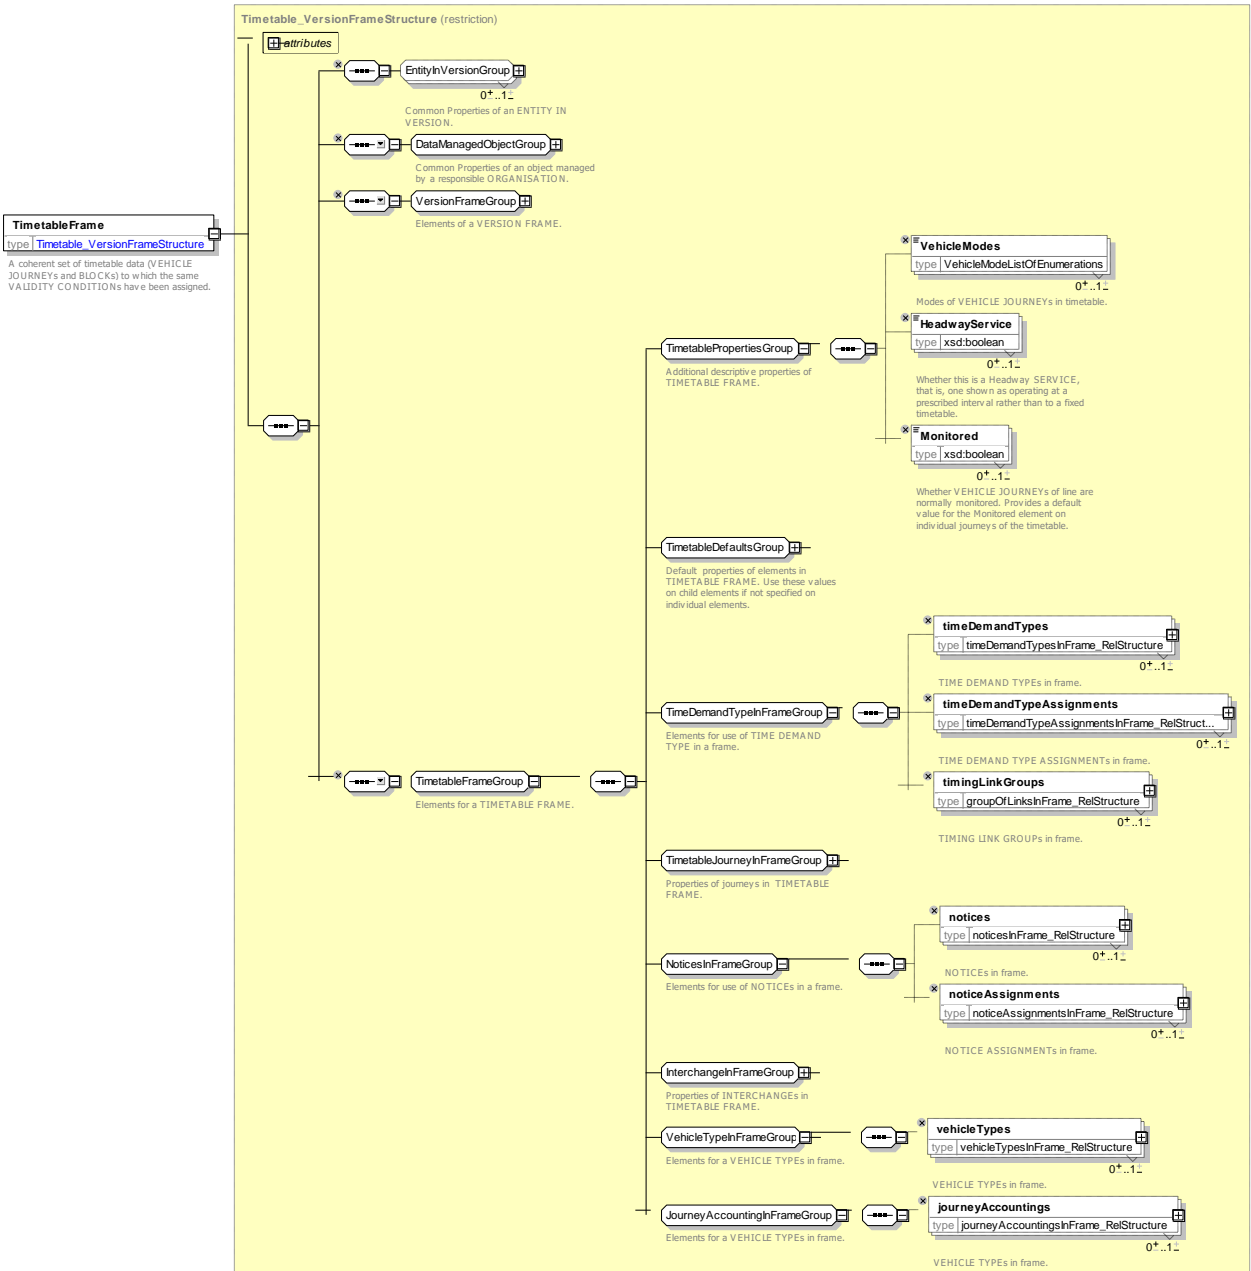 Timetable_VersionFrameStructure (restriction)
attributes
EntityInVersionGroup
0..1
Common Properties of an ENTITY IN
VERSION.
DataManagedObjectGroup
Common Properties of an object managed
by a responsible ORGANISATION.
VersionFrameGroup
Elements of a VERSION FRAME.
TimetableFrame
type Timetable_VersionFrameStructure
A coherent set of timetable data (VEHICLE
JOURNEYs and BLOCKs) to which the same
VALIDITY CONDITIONs have been assigned.
VehicleModes
type VehicleModeListOfEnumerations
0..1
Modes of VEHICLE JOURNEYs in timetable.
HeadwayService
type xsd:boolean
0..1
TimetablePropertiesGroup
Additional descriptive properties of
TIMETABLE FRAME.
Whether this is a Headway SERVICE,
that is, one shown as operating at a
prescribed interval rather than to a fixed
timetable.
Monitored
type xsd:boolean
0..1
Whether VEHICLE JOURNEYs of line are
normally monitored. Provides a default
value for the Monitored element on
individual journeys of the timetable.
TimetableDefaultsGroup
Default properties of elements in
TIMETABLE FRAME. Use these values
on child elements if not specified on
individual elements.
timeDemandTypes
type timeDemandTypesInFrame_RelStructure
0..1
TIME DEMAND TYPEs in frame.
timeDemandTypeAssignments
type timeDemandTypeAssignmentsInFrame_RelStruct...
0..1
TimeDemandTypeInFrameGroup
Elements for use of TIME DEMAND
TYPE in a frame.
TIME DEMAND TYPE ASSIGNMENTs in frame.
timingLinkGroups
type groupOfLinksInFrame_RelStructure
0..1
TIMING LINK GROUPs in frame.
TimetableFrameGroup
Elements for a TIMETABLE FRAME.
TimetableJourneyInFrameGroup
Properties of journeys in TIMETABLE
FRAME.
notices
type noticesInFrame_RelStructure
0..1
NOTICEs in frame.
NoticesInFrameGroup
Elements for use of NOTICEs in a frame.
noticeAssignments
type noticeAssignmentsInFrame_RelStructure
0..1
NOTICE ASSIGNMENTs in frame.
InterchangeInFrameGroup
Properties of INTERCHANGEs in
TIMETABLE FRAME.
VehicleTypeInFrameGroup
Elements for a VEHICLE TYPEs in frame.
vehicleTypes
type vehicleTypesInFrame_RelStructure
0..1
VEHICLE TYPEs in frame.
JourneyAccountingInFrameGroup
Elements for a VEHICLE TYPEs in frame.
journeyAccountings
type journeyAccountingsInFrame_RelStructure
0..1
VEHICLE TYPEs in frame.